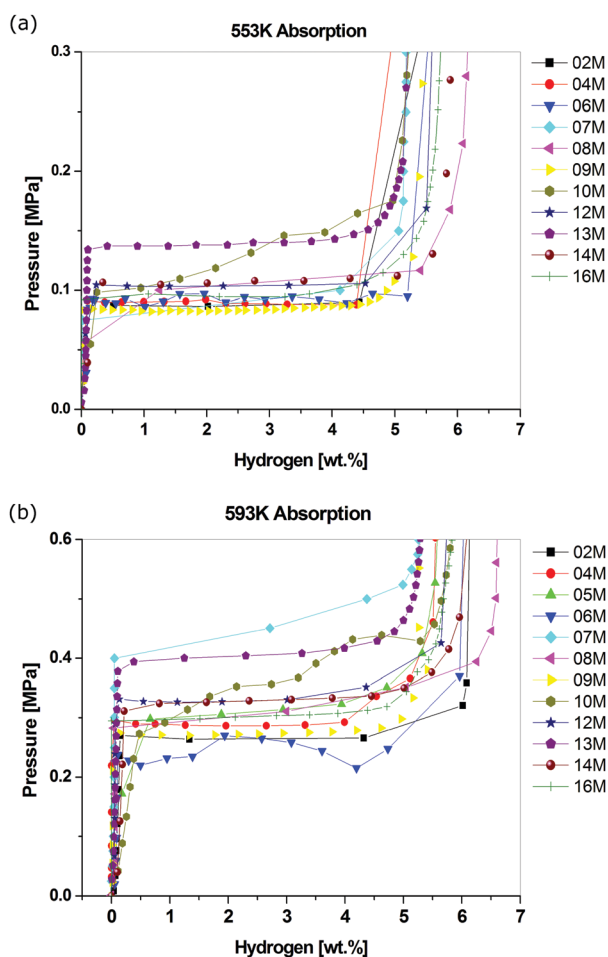 (a)
553K Absorption
0.3
0.2
0.1
0.0
Pressure [MPa]
0 1 2 3 4 5 6 7
Hydrogen [wt.%]
02M
04M
06M
07M
08M
09M
10M
12M
13M
14M
16M
(b)
593K Absorption
0.6
0.4
0.2
0.0
Pressure [MPa]
0 1 2 3 4 5 6 7
Hydrogen [wt.%]
02M
04M
05M
06M
07M
08M
09M
10M
12M
13M
14M
16M